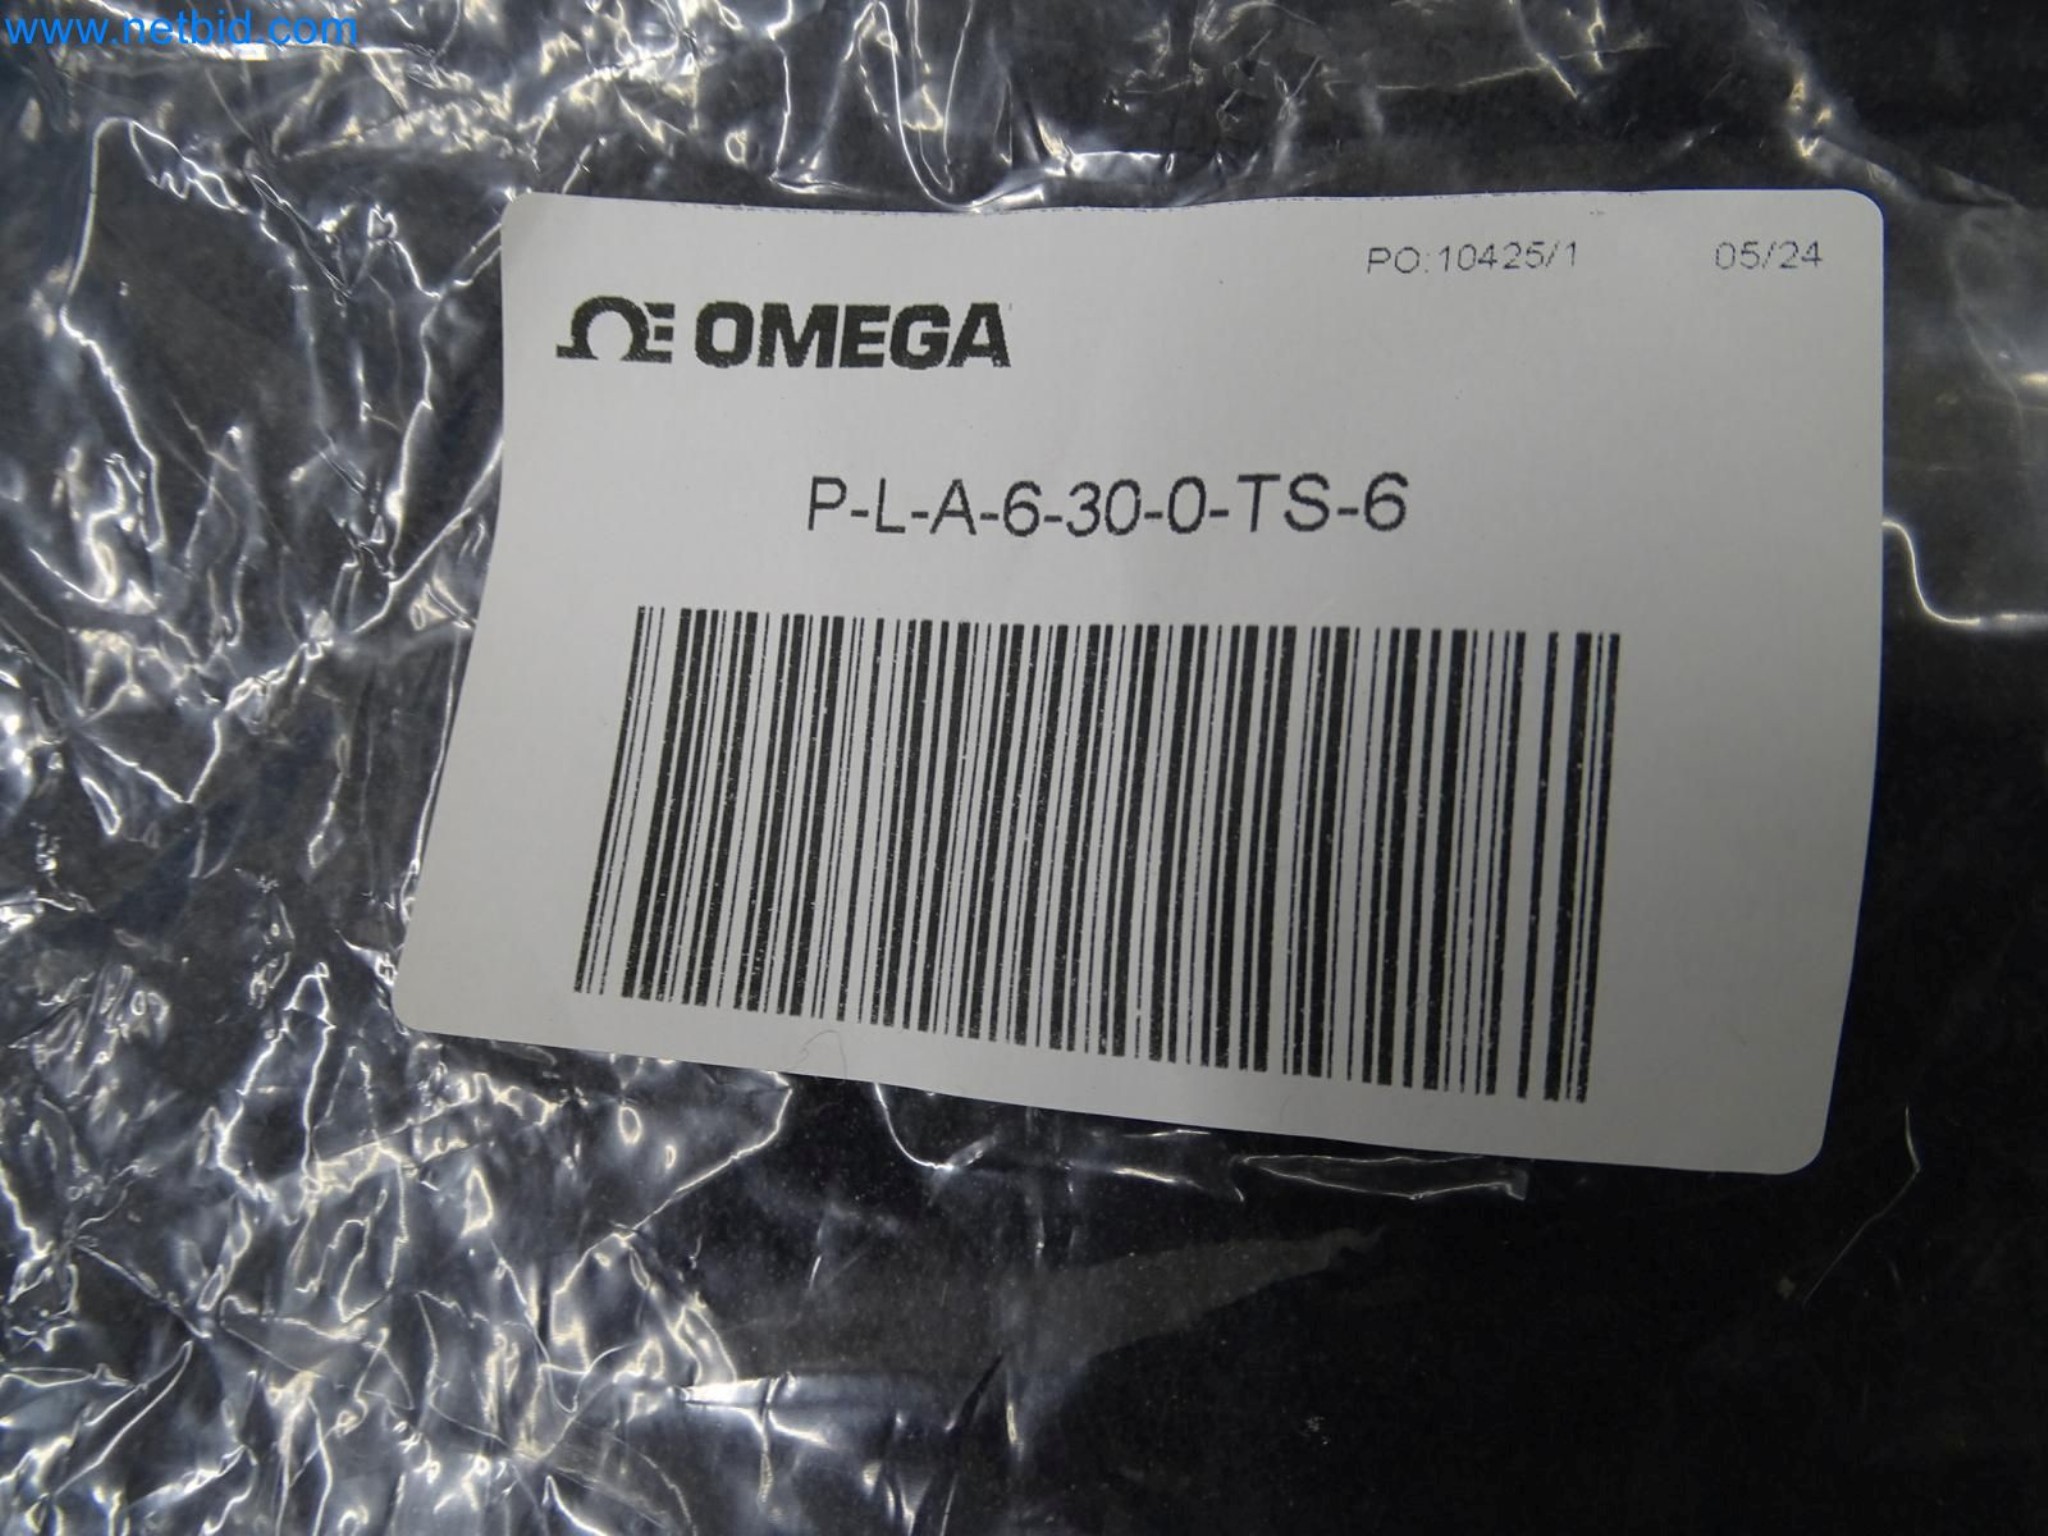 www.netbid.com
PO:10425/1 05/24
OMEGA
P-L-A-6-30-0-TS-6